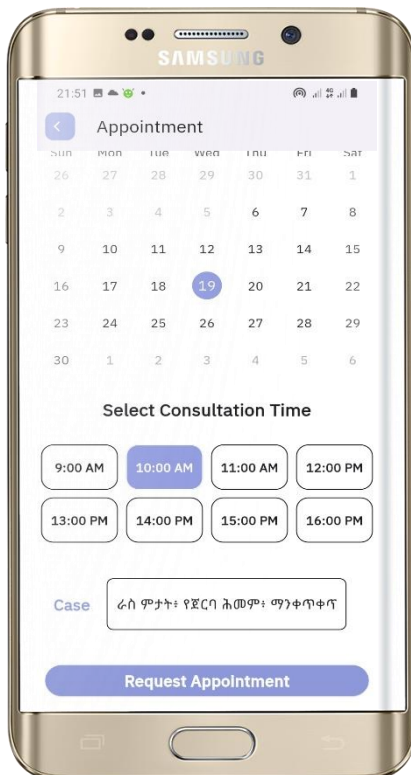 SAMSUNG
21:51
Appointment
Sun Mon Tue Wed Thu Fri Sat
26 27 28 29 30 31 1
2 3 4 5 6 7 8
9 10 11 12 13 14 15
16 17 18 19 20 21 22
23 24 25 26 27 28 29
30 1 2 3 4 5 6
Select Consultation Time
9:00 AM 10:00 AM 11:00 AM 12:00 PM
13:00 PM 14:00 PM 15:00 PM 16:00 PM
Case ራስ ምታት፥ የጀርባ ሕመም፥ ማንቀጥቀጥ
Request Appointment